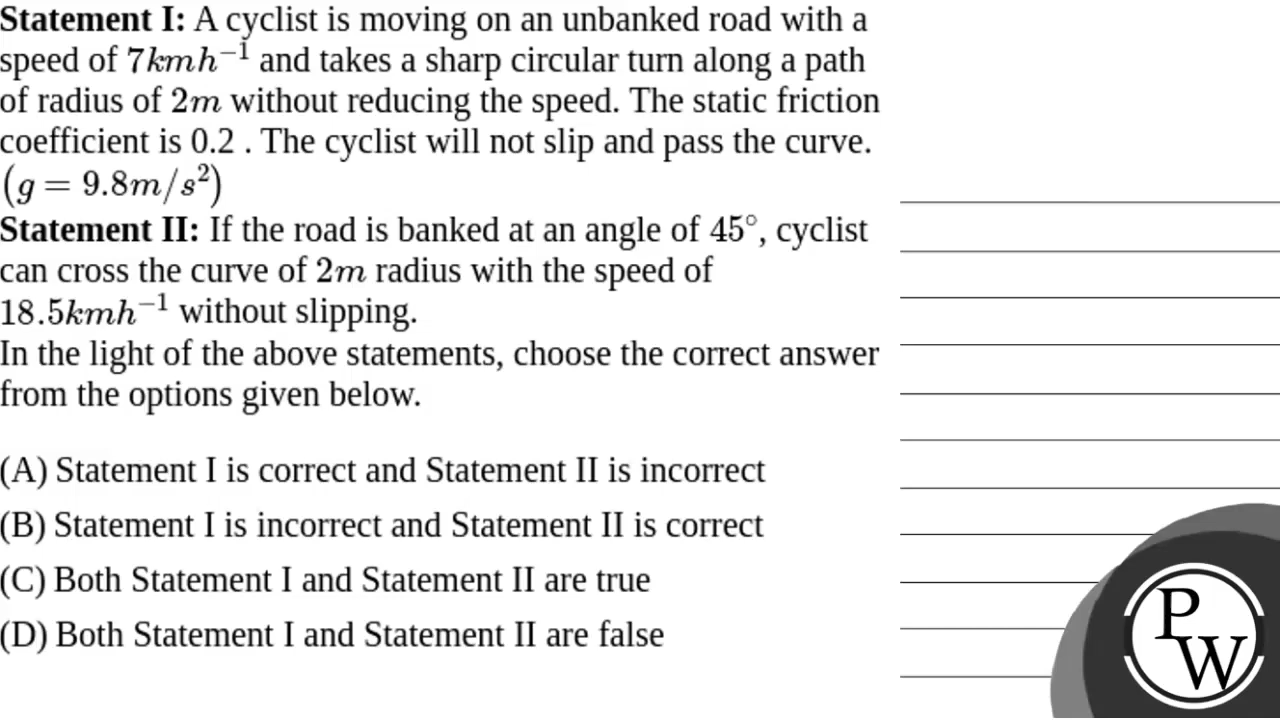 Statement I: A cyclist is moving on an unbanked road with a
speed of 7kmh⁻¹ and takes a sharp circular turn along a path
of radius of 2m without reducing the speed. The static friction
coefficient is 0.2 . The cyclist will not slip and pass the curve.
(g = 9.8m/s²)
Statement II: If the road is banked at an angle of 45°, cyclist
can cross the curve of 2m radius with the speed of
18.5kmh⁻¹ without slipping.
In the light of the above statements, choose the correct answer
from the options given below.
(A) Statement I is correct and Statement II is incorrect
(B) Statement I is incorrect and Statement II is correct
(C) Both Statement I and Statement II are true
(D) Both Statement I and Statement II are false
P
W